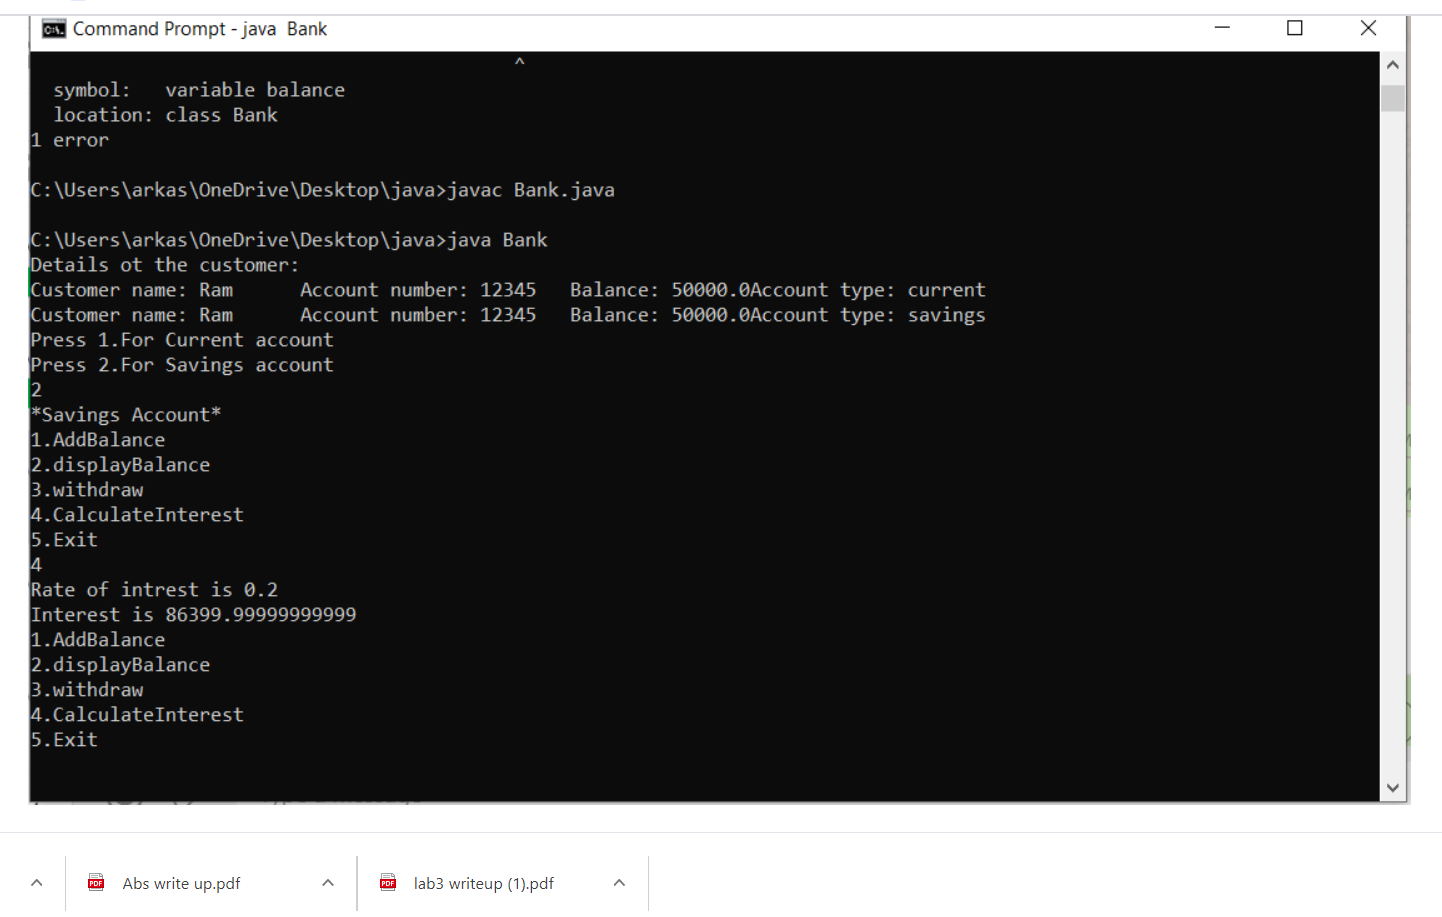 Command Prompt - java  Bank
^
symbol:   variable balance
location: class Bank
1 error
C:\Users\arkas\OneDrive\Desktop\java>javac Bank.java
C:\Users\arkas\OneDrive\Desktop\java>java Bank
Details ot the customer:
Customer name: Ram      Account number: 12345   Balance: 50000.0Account type: current
Customer name: Ram      Account number: 12345   Balance: 50000.0Account type: savings
Press 1.For Current account
Press 2.For Savings account
2
*Savings Account*
1.AddBalance
2.displayBalance
3.withdraw
4.CalculateInterest
5.Exit
4
Rate of intrest is 0.2
Interest is 86399.99999999999
1.AddBalance
2.displayBalance
3.withdraw
4.CalculateInterest
5.Exit
Abs write up.pdf
lab3 writeup (1).pdf